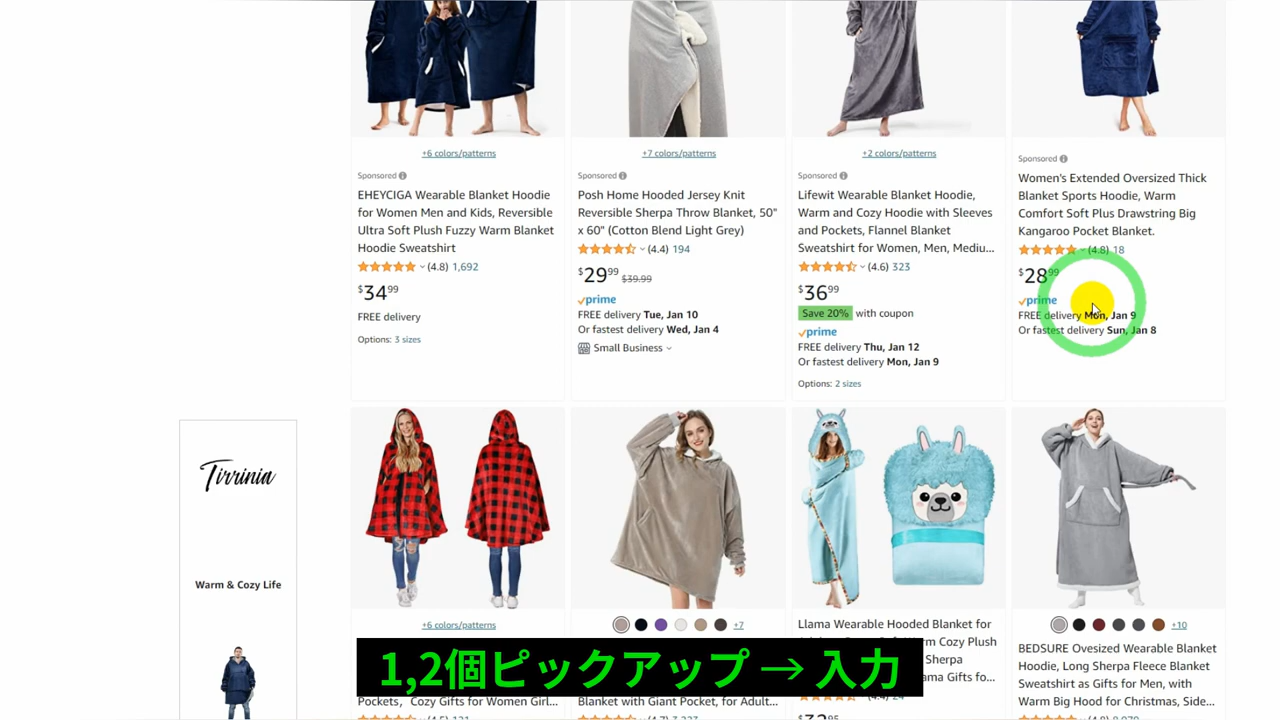 +6 colors/patterns
Sponsored
EHEYCIGA Wearable Blanket Hoodie
for Women Men and Kids, Reversible
Ultra Soft Plush Fuzzy Warm Blanket
Hoodie Sweatshirt
(4.8) 1,692
$34 99
FREE delivery
Options: 3 sizes
+7 colors/patterns
Sponsored
Posh Home Hooded Jersey Knit
Reversible Sherpa Throw Blanket, 50"
x 60" (Cotton Blend Light Grey)
(4.4) 194
$29 99 $39.99
prime
FREE delivery Tue, Jan 10
Or fastest delivery Wed, Jan 4
Small Business
+2 colors/patterns
Sponsored
Lifewit Wearable Blanket Hoodie,
Warm and Cozy Hoodie with Sleeves
and Pockets, Flannel Blanket
Sweatshirt for Women, Men, Mediu...
(4.6) 323
$36 99
Save 20% with coupon
prime
FREE delivery Thu, Jan 12
Or fastest delivery Mon, Jan 9
Options: 2 sizes
Sponsored
Women's Extended Oversized Thick
Blanket Sports Hoodie, Warm
Comfort Soft Plus Drawstring Big
Kangaroo Pocket Blanket.
(4.8) 18
$28 99
prime
FREE delivery Mon, Jan 9
Or fastest delivery Sun, Jan 8
Tirrinia
Warm & Cozy Life
+6 colors/patterns
Pockets, Cozy Gifts for Women Girl...
+7
Blanket with Giant Pocket, for Adult...
Llama Wearable Hooded Blanket for
Warm Cozy Plush
Sherpa
Gifts fo...
+10
BEDSURE Ovesized Wearable Blanket
Hoodie, Long Sherpa Fleece Blanket
Sweatshirt as Gifts for Men, with
Warm Big Hood for Christmas, Side...
1,2個ピックアップ → 入力